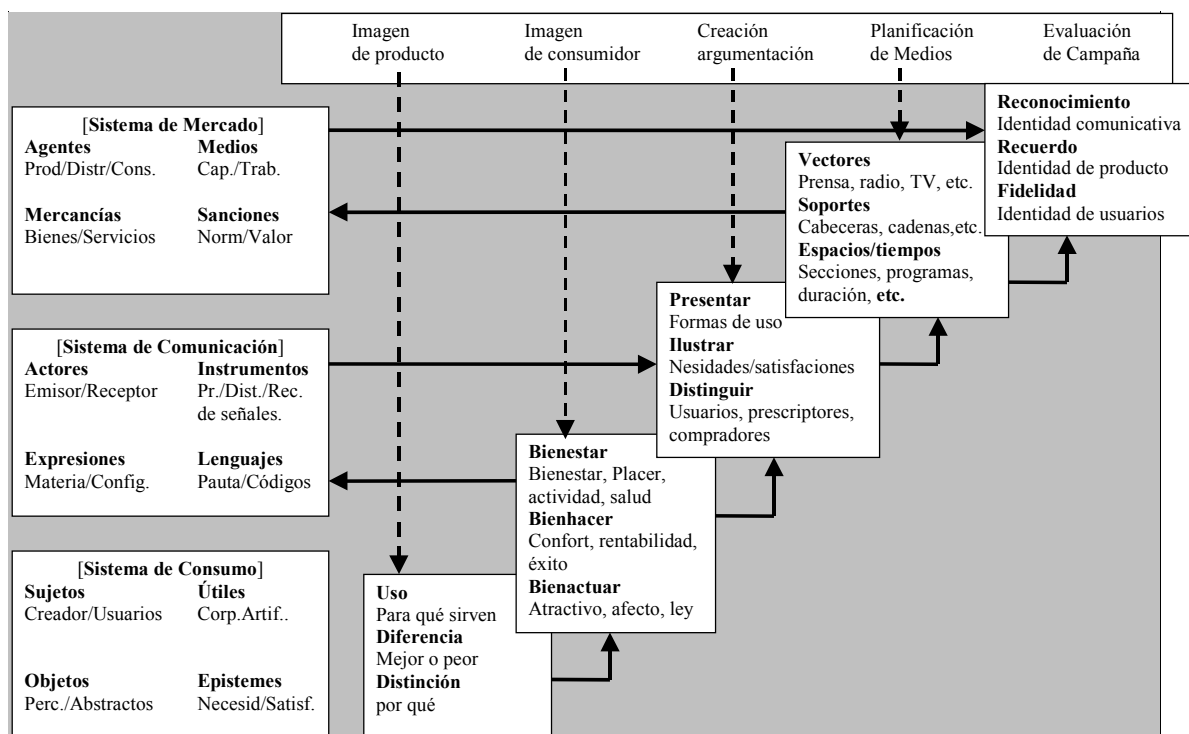 Imagen
de producto
Imagen
de consumidor
Creación
argumentación
Planificación
de Medios
Evaluación
de Campaña
[Sistema de Mercado]
Agentes Medios
Prod/Distr/Cons. Cap./Trab.
Mercancías Sanciones
Bienes/Servicios Norm/Valor
[Sistema de Comunicación]
Actores Instrumentos
Emisor/Receptor Pr./Dist./Rec.
de señales.
Expresiones Lenguajes
Materia/Config. Pauta/Códigos
[Sistema de Consumo]
Sujetos Útiles
Creador/Usuarios Corp.Artif..
Objetos Epistemes
Perc./Abstractos Necesid/Satisf.
Uso
Para qué sirven
Diferencia
Mejor o peor
Distinción
por qué
Bienestar
Bienestar, Placer,
actividad, salud
Bienhacer
Confort, rentabilidad,
éxito
Bienactuar
Atractivo, afecto, ley
Presentar
Formas de uso
Ilustrar
Nesidades/satisfaciones
Distinguir
Usuarios, prescriptores,
compradores
Vectores
Prensa, radio, TV, etc.
Soportes
Cabeceras, cadenas,etc.
Espacios/tiempos
Secciones, programas,
duración, etc.
Reconocimiento
Identidad comunicativa
Recuerdo
Identidad de producto
Fidelidad
Identidad de usuarios